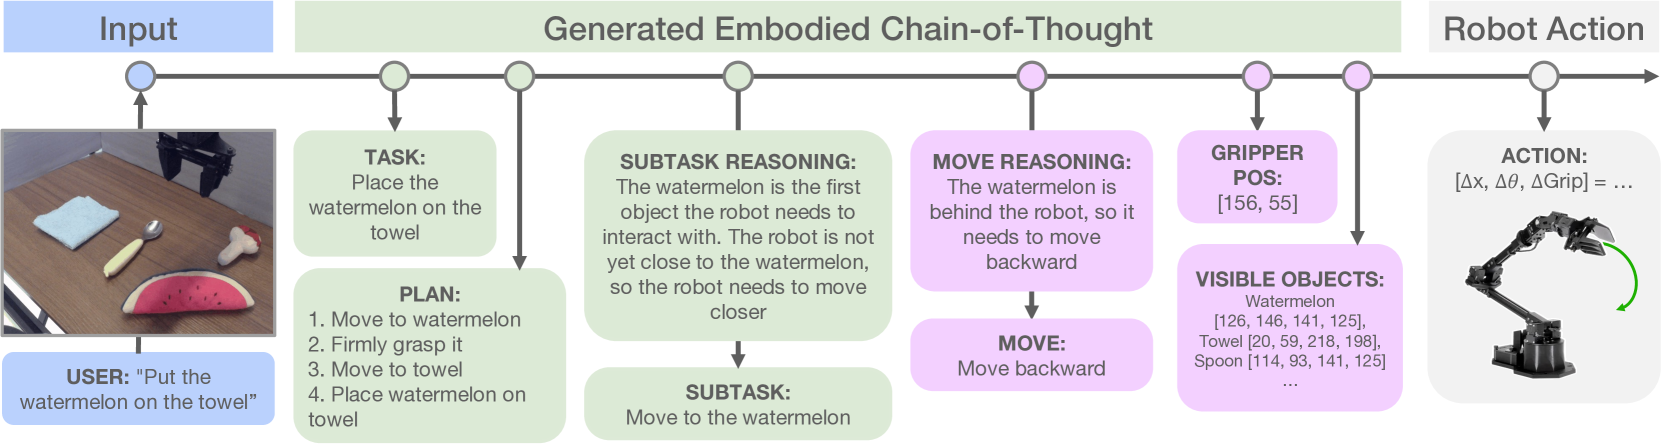 Input
Generated Embodied Chain-of-Thought
Robot Action
USER: "Put the
watermelon on the towel”
TASK:
Place the
watermelon on the
towel
PLAN:
1. Move to watermelon
2. Firmly grasp it
3. Move to towel
4. Place watermelon on
towel
SUBTASK REASONING:
The watermelon is the first
object the robot needs to
interact with. The robot is not
yet close to the watermelon,
so the robot needs to move
closer
SUBTASK:
Move to the watermelon
MOVE REASONING:
The watermelon is
behind the robot, so it
needs to move
backward
MOVE:
Move backward
GRIPPER
POS:
[156, 55]
VISIBLE OBJECTS:
Watermelon
[126, 146, 141, 125],
Towel [20, 59, 218, 198],
Spoon [114, 93, 141, 125]
…
ACTION:
[Δx, Δθ, ΔGrip] = …